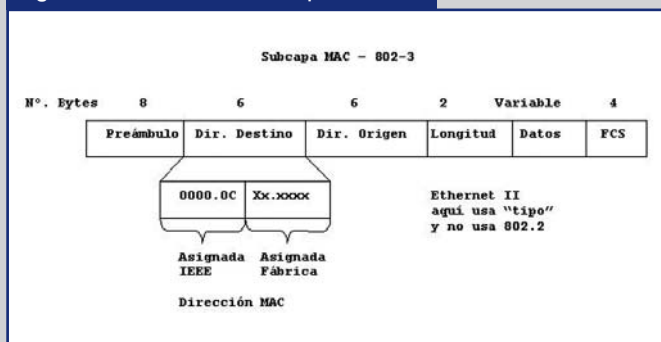 Subcapa MAC - 802-3
Nº. Bytes 8 6 6 2 Variable 4
Preámbulo Dir. Destino Dir. Origen Longitud Datos FCS
0000.0C Xx.xxxx
Ethernet II
aquí usa "tipo"
y no usa 802.2
Asignada IEEE
Asignada Fábrica
Dirección MAC